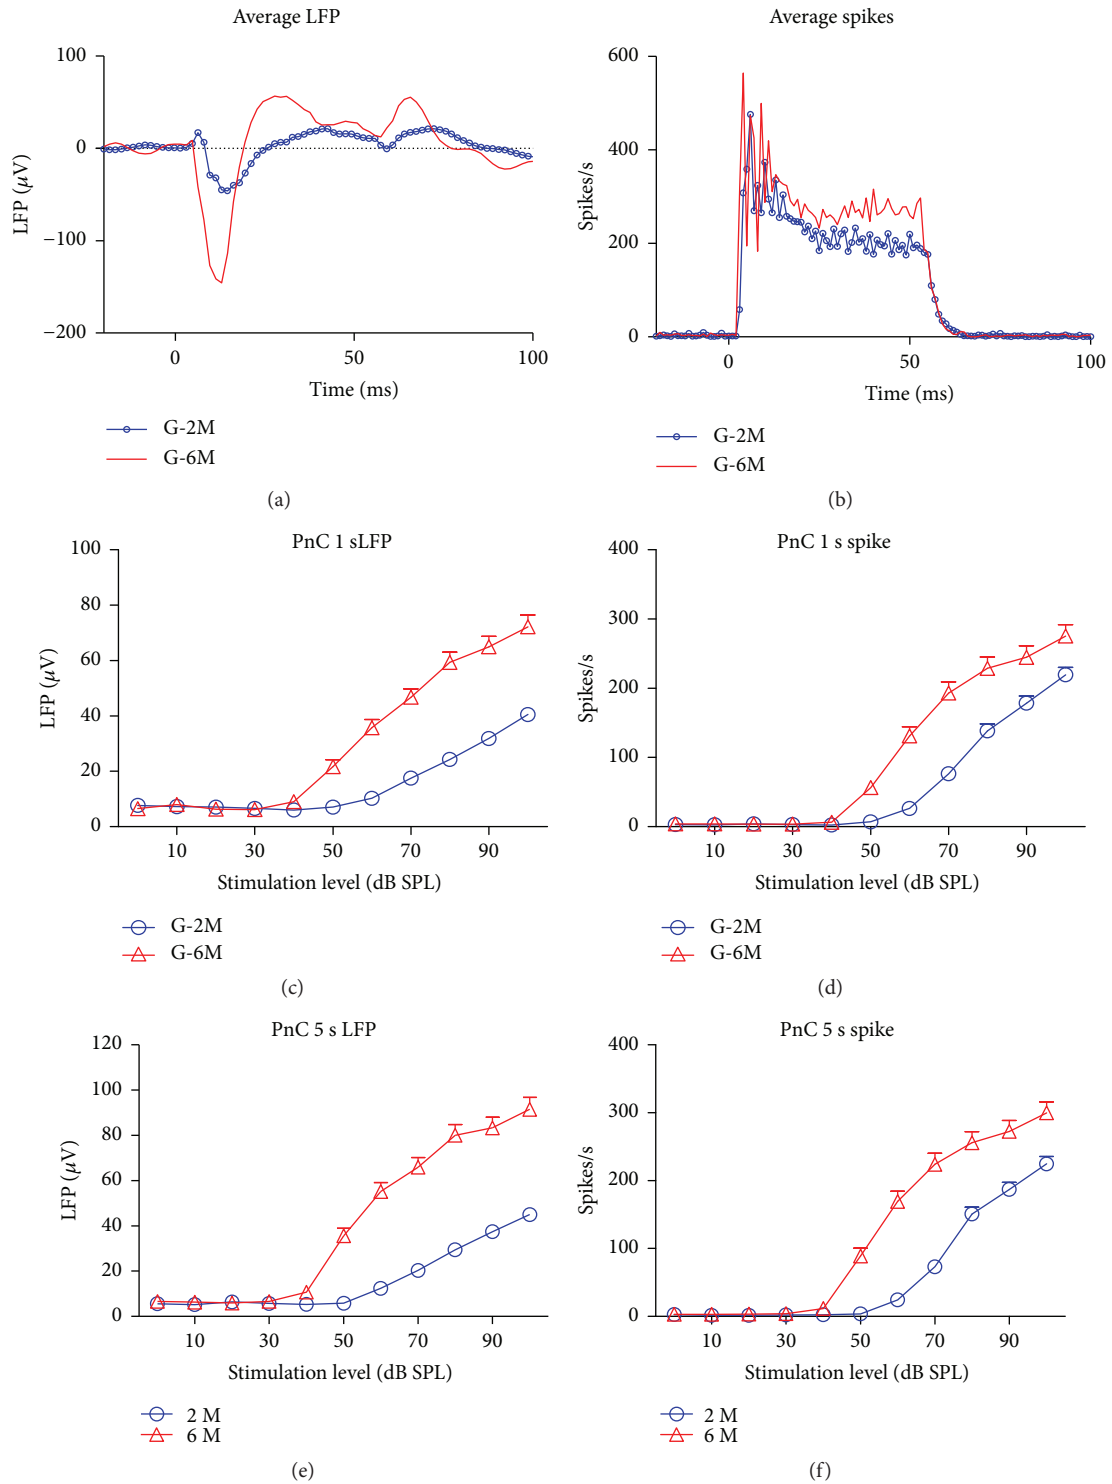 Average LFP
100
0
−100
−200
LFP (μV)
0
50
100
Time (ms)
G-2M
G-6M
(a)
Average spikes
600
400
200
0
Spikes/s
0
50
100
Time (ms)
G-2M
G-6M
(b)
PnC 1 sLFP
100
80
60
40
20
0
LFP (μV)
10
30
50
70
90
Stimulation level (dB SPL)
G-2M
G-6M
(c)
PnC 1 s spike
400
300
200
100
0
Spikes/s
10
30
50
70
90
Stimulation level (dB SPL)
G-2M
G-6M
(d)
PnC 5 s LFP
120
100
80
60
40
20
0
LFP (μV)
10
30
50
70
90
Stimulation level (dB SPL)
2 M
6 M
(e)
PnC 5 s spike
400
300
200
100
0
Spikes/s
10
30
50
70
90
Stimulation level (dB SPL)
2 M
6 M
(f)